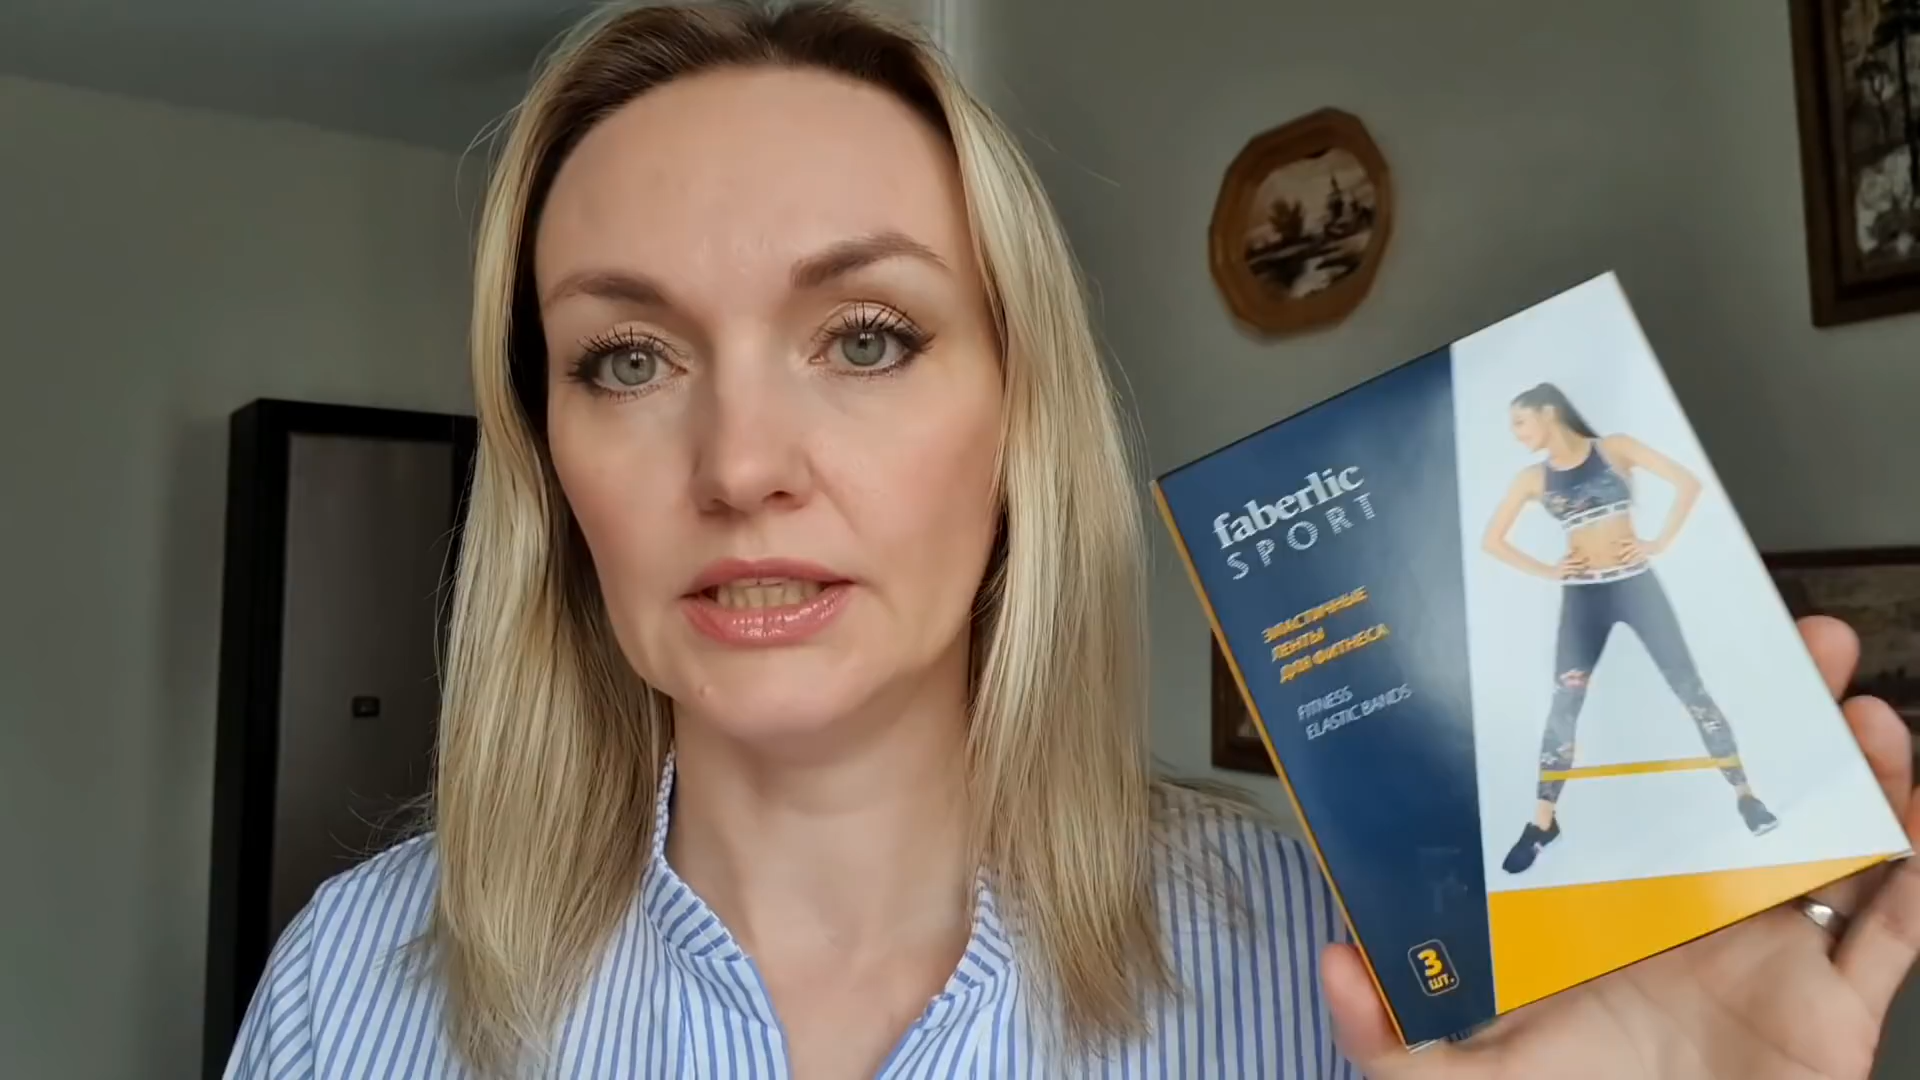 faberlic
SPORT
ЭЛАСТИЧНЫЕ
ЛЕНТЫ
ДЛЯ ФИТНЕСА
FITNESS
ELASTIC BANDS
3
шт.